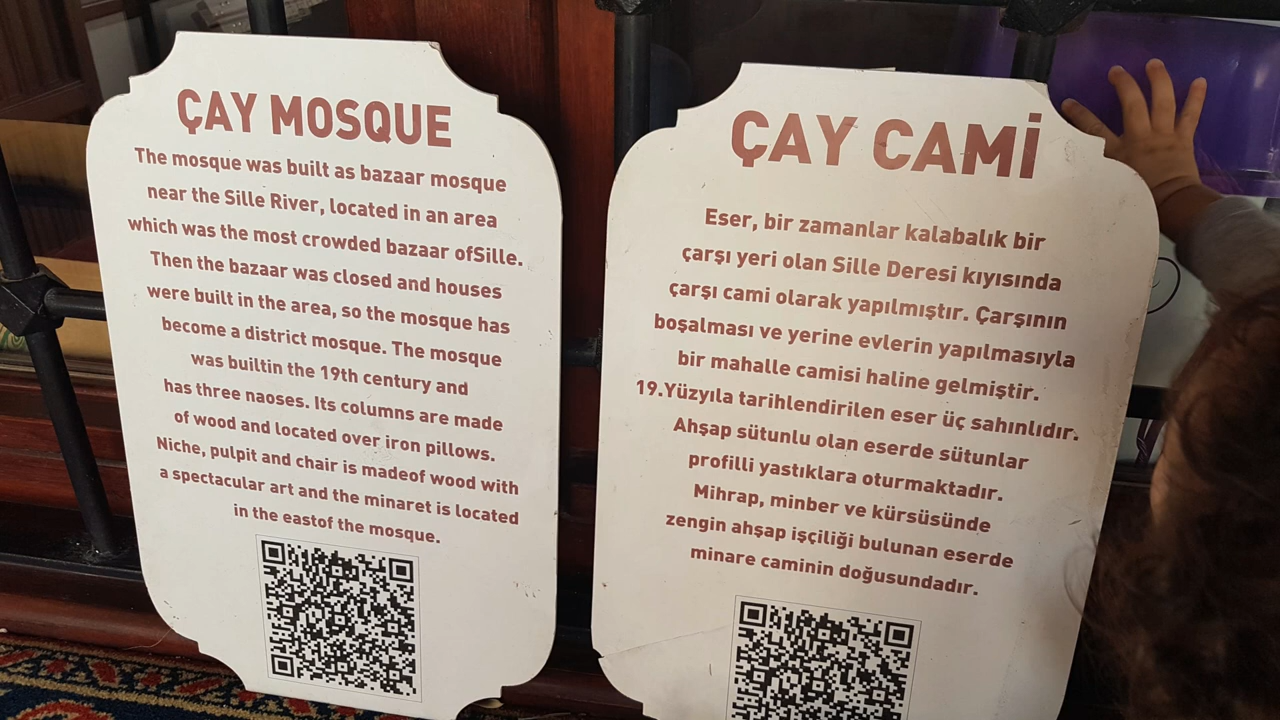 ÇAY MOSQUE
The mosque was built as bazaar mosque
near the Sille River, located in an area
which was the most crowded bazaar ofSille.
Then the bazaar was closed and houses
were built in the area, so the mosque has
become a district mosque. The mosque
was builtin the 19th century and
has three naoses. Its columns are made
of wood and located over iron pillows.
Niche, pulpit and chair is madeof wood with
a spectacular art and the minaret is located
in the eastof the mosque.
ÇAY CAMİ
Eser, bir zamanlar kalabalık bir
çarşı yeri olan Sille Deresi kıyısında
çarşı cami olarak yapılmıştır. Çarşının
boşalması ve yerine evlerin yapılmasıyla
bir mahalle camisi haline gelmiştir.
19.Yüzyıla tarihlendirilen eser üç sahınlıdır.
Ahşap sütunlu olan eserde sütunlar
profilli yastıklara oturmaktadır.
Mihrap, minber ve kürsüsünde
zengin ahşap işçiliği bulunan eserde
minare caminin doğusundadır.